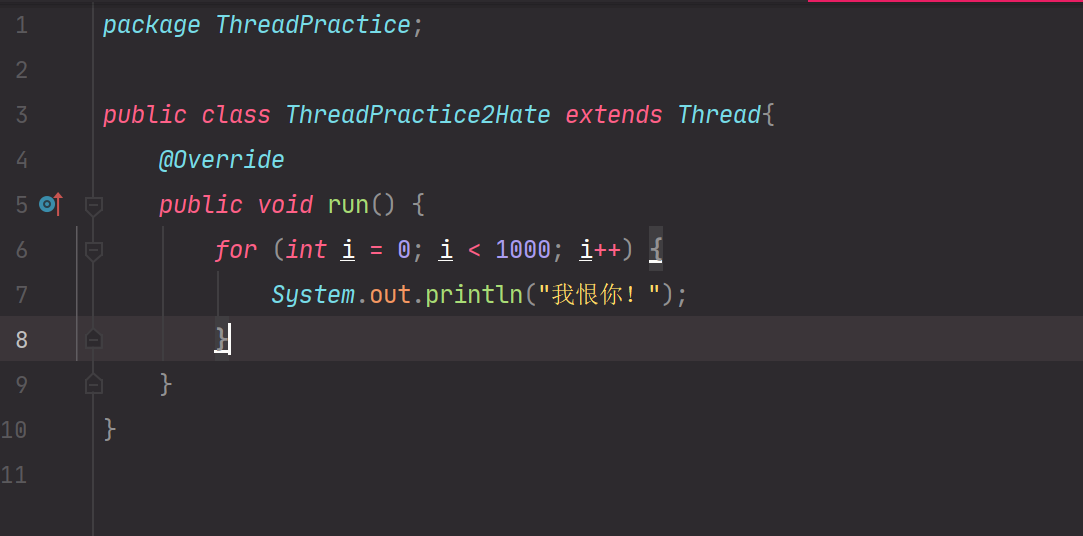 1 package ThreadPractice;
2
3 public class ThreadPractice2Hate extends Thread{
4     @Override
5     public void run() {
6         for (int i = 0; i < 1000; i++) {
7             System.out.println("我恨你！");
8         }
9     }
10 }
11